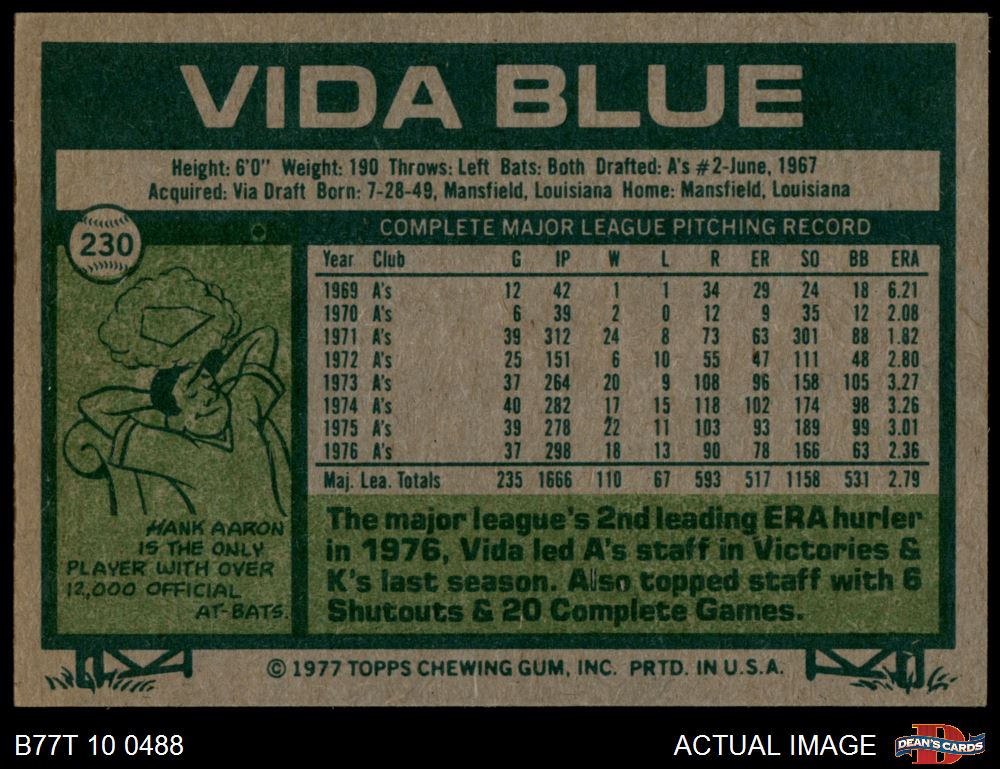 VIDA BLUE
Height: 6'0" Weight: 190 Throws: Left Bats: Both Drafted: A's #2-June, 1967
Acquired: Via Draft Born: 7-28-49, Mansfield, Louisiana Home: Mansfield, Louisiana
230
COMPLETE MAJOR LEAGUE PITCHING RECORD
Year Club G IP W L R ER SO BB ERA
1969 A's 12 42 1 1 34 29 24 18 6.21
1970 A's 6 39 2 0 12 9 35 12 2.08
1971 A's 39 312 24 8 73 63 301 88 1.82
1972 A's 25 151 6 10 55 47 111 48 2.80
1973 A's 37 264 20 9 108 96 158 105 3.27
1974 A's 40 282 17 15 118 102 174 98 3.26
1975 A's 39 278 22 11 103 93 189 99 3.01
1976 A's 37 298 18 13 90 78 166 63 2.36
Maj. Lea. Totals 235 1666 110 67 593 517 1158 531 2.79
HANK AARON
IS THE ONLY
PLAYER WITH OVER
12,000 OFFICIAL
AT-BATS.
The major league's 2nd leading ERA hurler
in 1976, Vida led A's staff in Victories &
K's last season. Also topped staff with 6
Shutouts & 20 Complete Games.
© 1977 TOPPS CHEWING GUM, INC. PRTD. IN U.S.A.
B77T 10 0488
ACTUAL IMAGE
D
DEAN'S CARDS